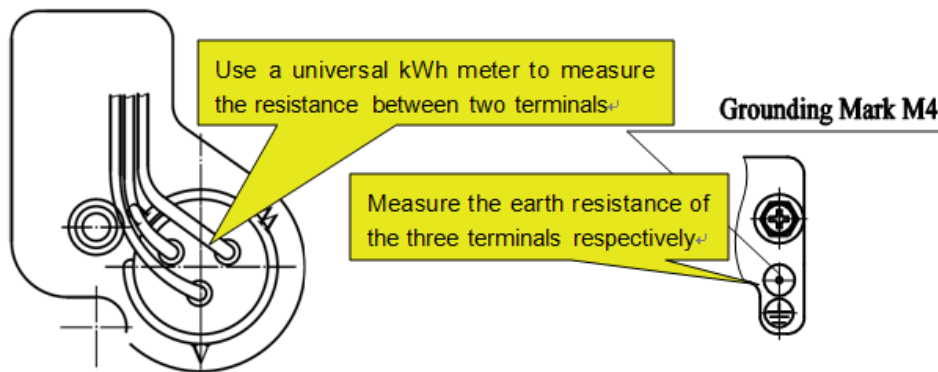 Use a universal kWh meter to measure
the resistance between two terminals↵
Grounding Mark M4
Measure the earth resistance of
the three terminals respectively↵